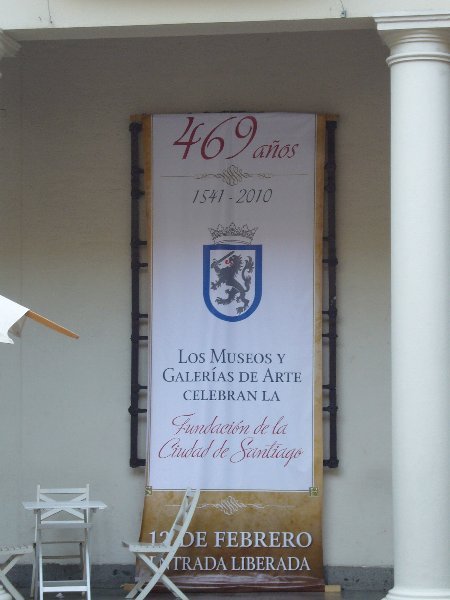 469 años
1541 - 2010
Los Museos y
Galerías de Arte
celebran la
Fundación de la
Ciudad de Santiago
DE FEBRERO
ENTRADA LIBERADA